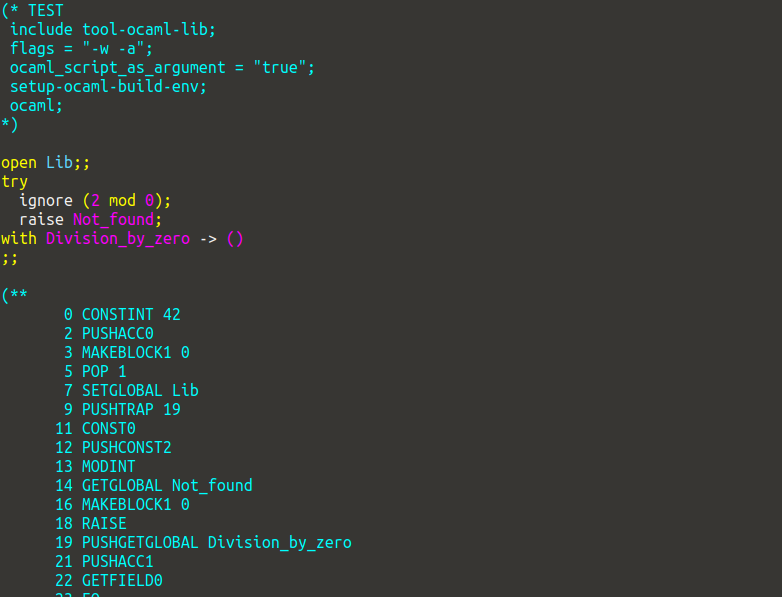 (* TEST
 include tool-ocaml-lib;
 flags = "-w -a";
 ocaml_script_as_argument = "true";
 setup-ocaml-build-env;
 ocaml;
*)

open Lib;;
try
  ignore (2 mod 0);
  raise Not_found;
with Division_by_zero -> ()
;;

(**
       0 CONSTINT 42
       2 PUSHACC0
       3 MAKEBLOCK1 0
       5 POP 1
       7 SETGLOBAL Lib
       9 PUSHTRAP 19
      11 CONST0
      12 PUSHCONST2
      13 MODINT
      14 GETGLOBAL Not_found
      16 MAKEBLOCK1 0
      18 RAISE
      19 PUSHGETGLOBAL Division_by_zero
      21 PUSHACC1
      22 GETFIELD0